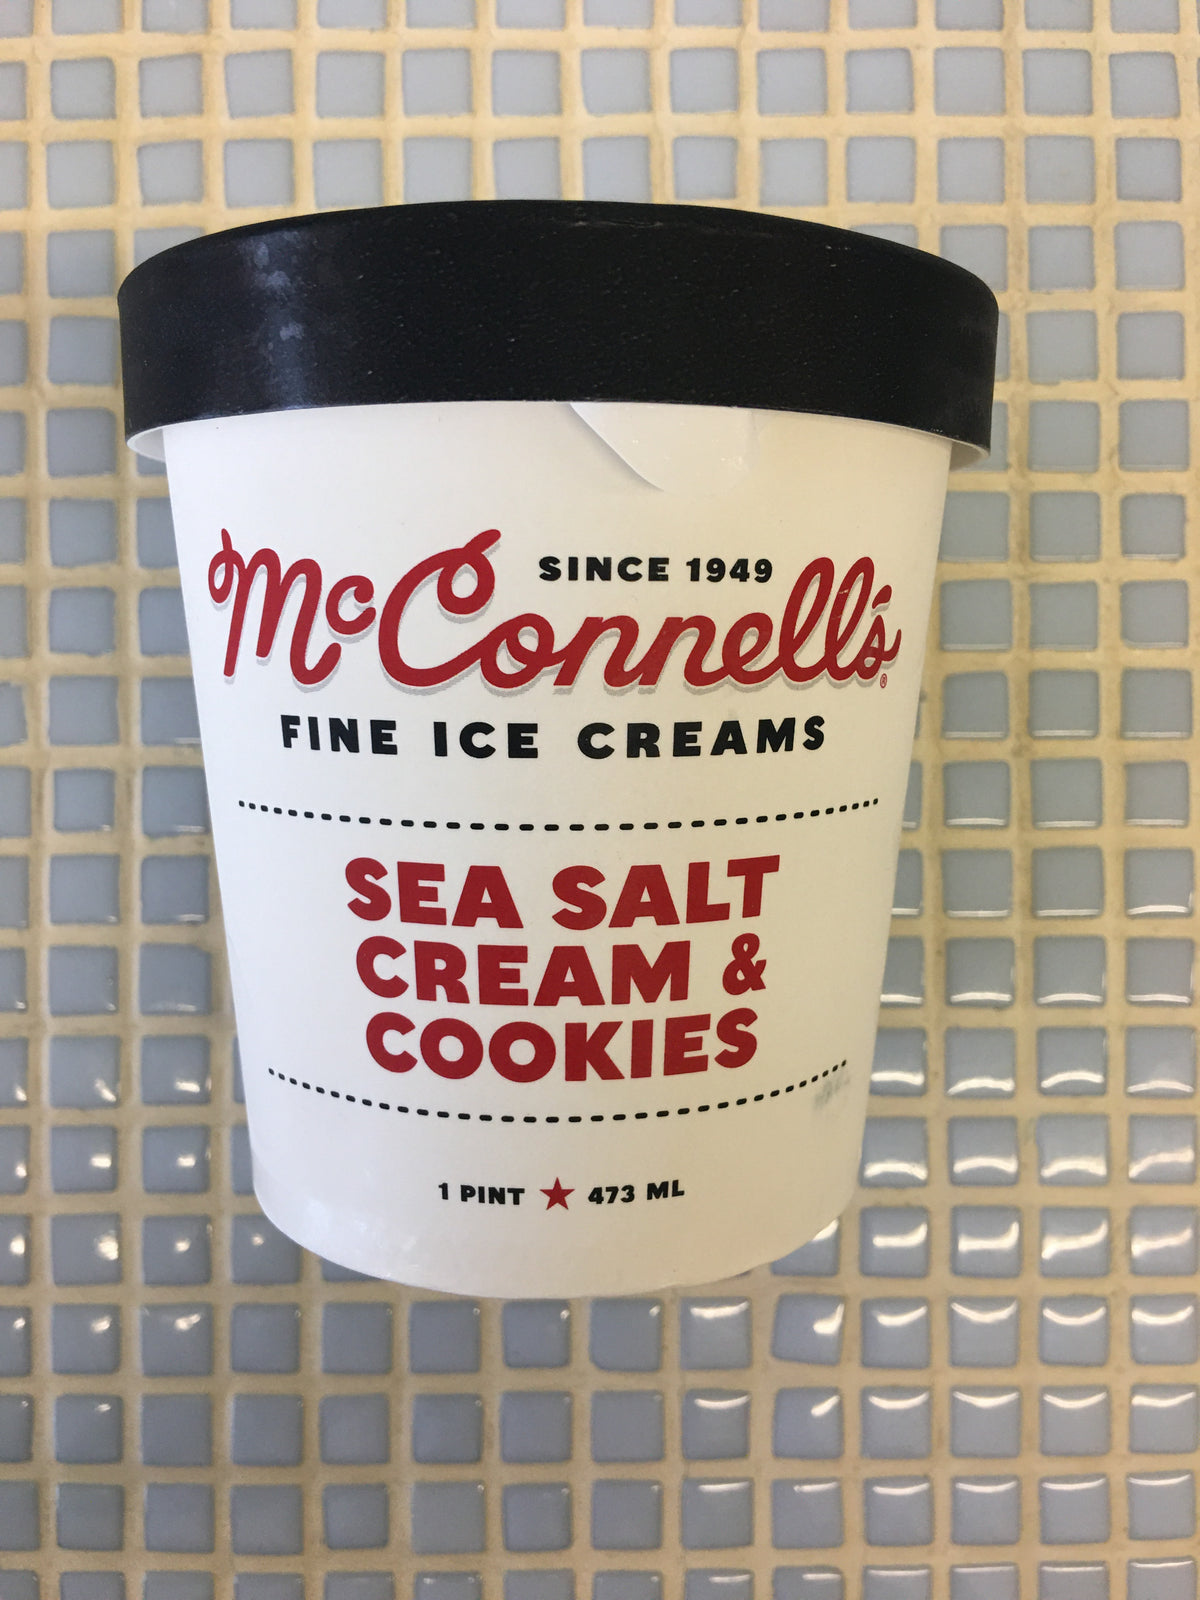 SINCE 1949
McConnell's®
FINE ICE CREAMS
SEA SALT
CREAM &
COOKIES
1 PINT ★ 473 ML